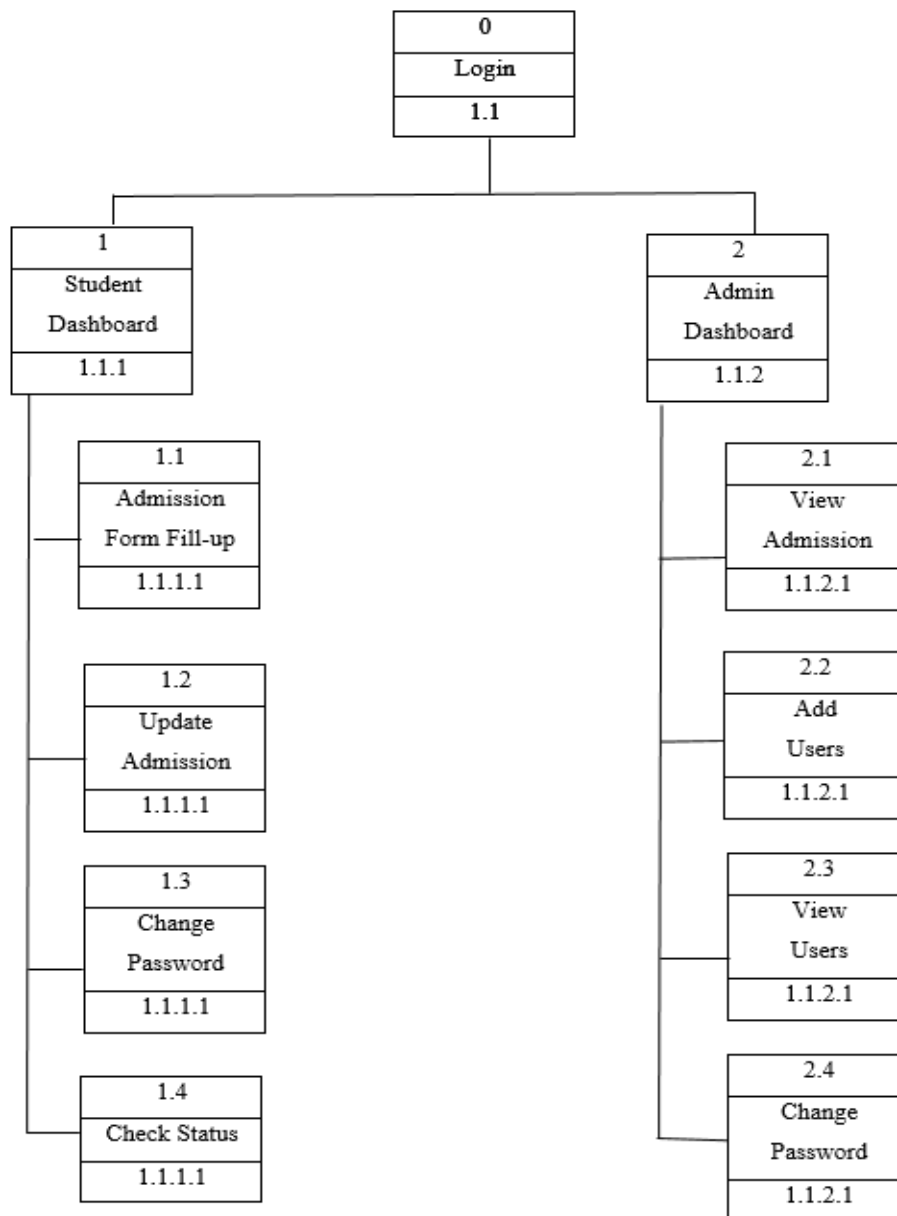 0
Login
1.1
1
Student
Dashboard
1.1.1
2
Admin
Dashboard
1.1.2
1.1
Admission
Form Fill-up
1.1.1.1
1.2
Update
Admission
1.1.1.1
1.3
Change
Password
1.1.1.1
1.4
Check Status
1.1.1.1
2.1
View
Admission
1.1.2.1
2.2
Add
Users
1.1.2.1
2.3
View
Users
1.1.2.1
2.4
Change
Password
1.1.2.1